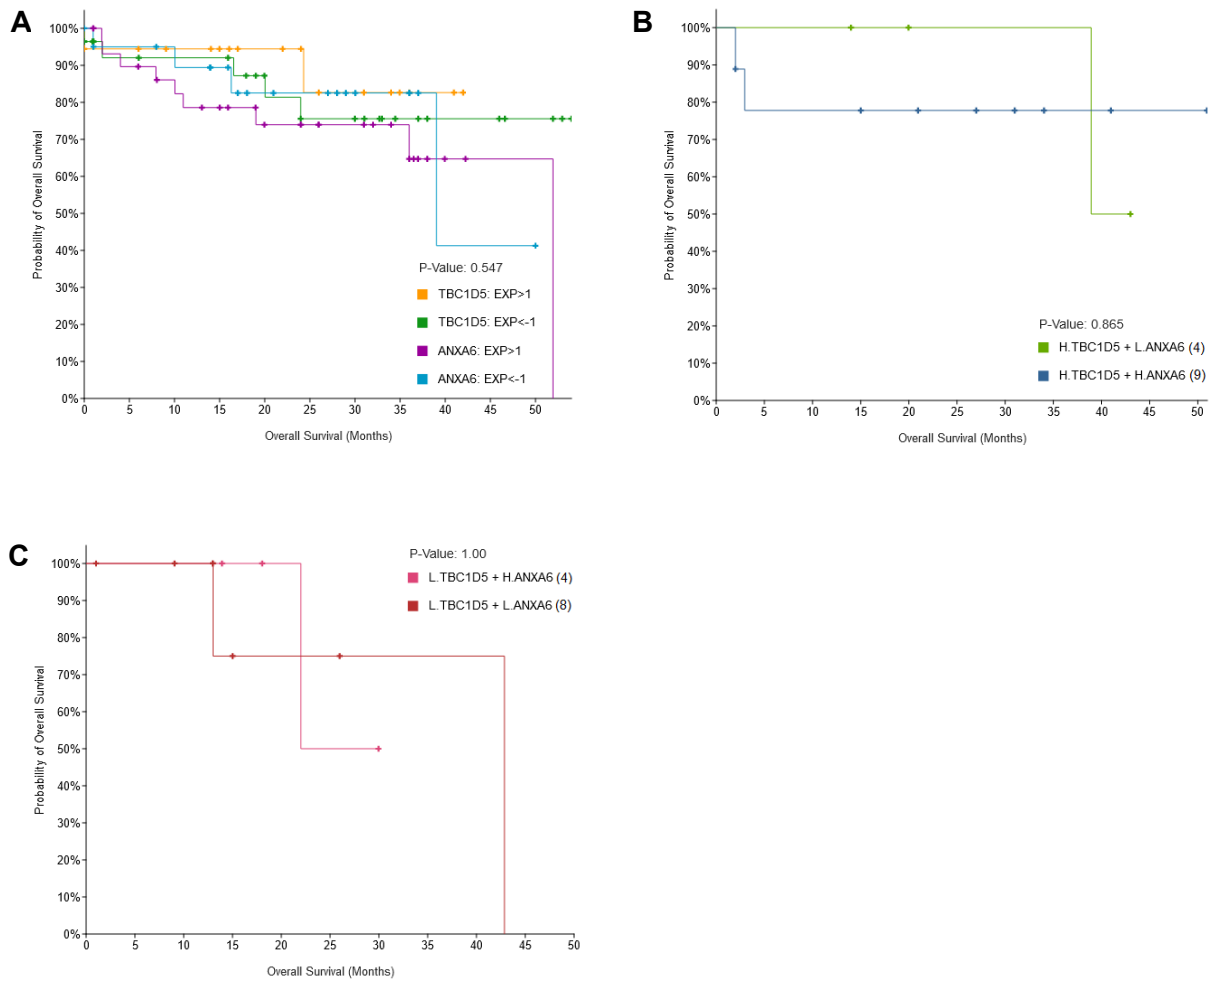 A
100%
90%
80%
70%
60%
50%
40%
30%
20%
10%
0%
Probability of Overall Survival
0 5 10 15 20 25 30 35 40 45 50
Overall Survival (Months)
P-Value: 0.547
TBC1D5: EXP>1
TBC1D5: EXP<-1
ANXA6: EXP>1
ANXA6: EXP<-1
B
100%
90%
80%
70%
60%
50%
40%
30%
20%
10%
0%
Probability of Overall Survival
0 5 10 15 20 25 30 35 40 45 50
Overall Survival (Months)
P-Value: 0.865
H.TBC1D5 + L.ANXA6 (4)
H.TBC1D5 + H.ANXA6 (9)
C
100%
90%
80%
70%
60%
50%
40%
30%
20%
10%
0%
Probability of Overall Survival
0 5 10 15 20 25 30 35 40 45 50
Overall Survival (Months)
P-Value: 1.00
L.TBC1D5 + H.ANXA6 (4)
L.TBC1D5 + L.ANXA6 (8)